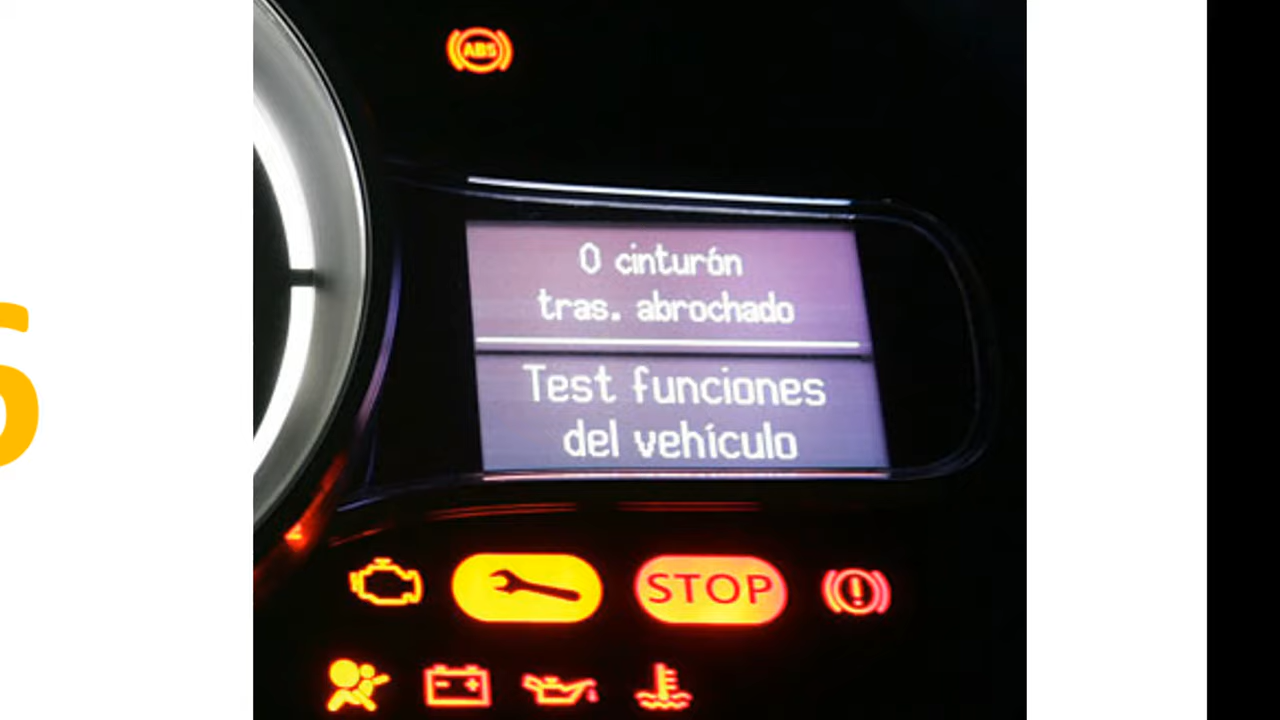 ABS
0 cinturón
tras. abrochado
Test funciones
del vehículo
STOP